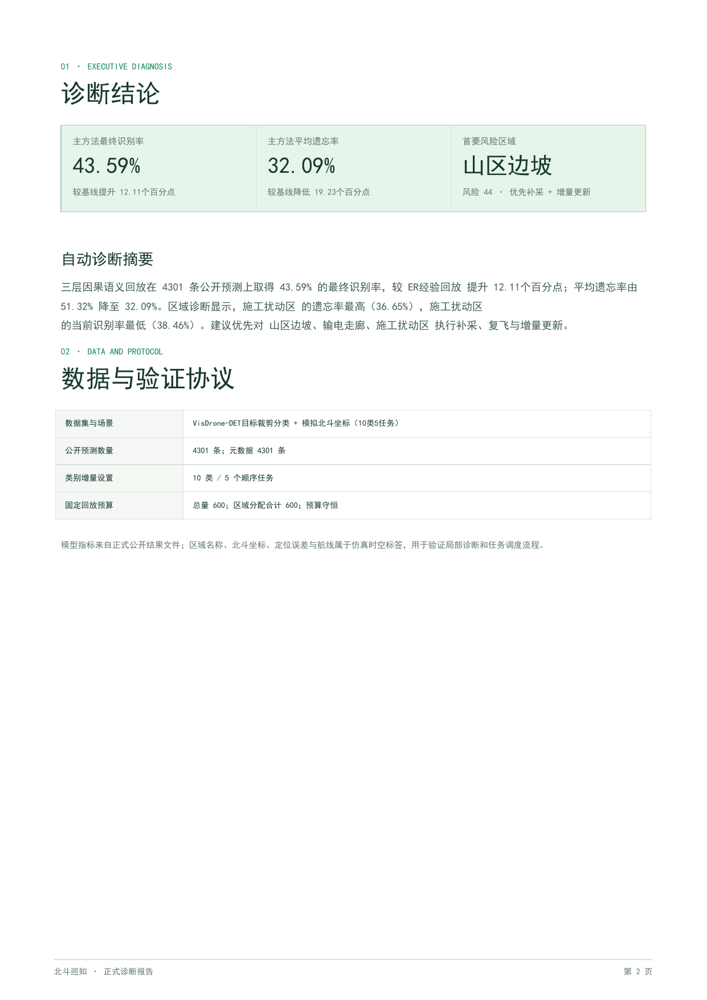 01 · EXECUTIVE DIAGNOSIS
诊断结论
主方法最终识别率
43.59%
较基线提升 12.11个百分点
主方法平均遗忘率
32.09%
较基线降低 19.23个百分点
首要风险区域
山区边坡
风险 44 · 优先补采 + 增量更新
自动诊断摘要
三层因果语义回放在 4301 条公开预测上取得 43.59% 的最终识别率，较 ER经验回放 提升 12.11个百分点；平均遗忘率由
51.32% 降至 32.09%。区域诊断显示，施工扰动区 的遗忘率最高（36.65%），施工扰动区
的当前识别率最低（38.46%）。建议优先对 山区边坡、输电走廊、施工扰动区 执行补采、复飞与增量更新。
02 · DATA AND PROTOCOL
数据与验证协议
数据集与场景 VisDrone-DET目标裁剪分类 + 模拟北斗坐标（10类5任务）
公开预测数量 4301 条；元数据 4301 条
类别增量设置 10 类 / 5 个顺序任务
固定回放预算 总量 600；区域分配合计 600；预算守恒
模型指标来自正式公开结果文件；区域名称、北斗坐标、定位误差与航线属于仿真时空标签，用于验证局部诊断和任务调度流程。
北斗巡知 · 正式诊断报告 第 2 页